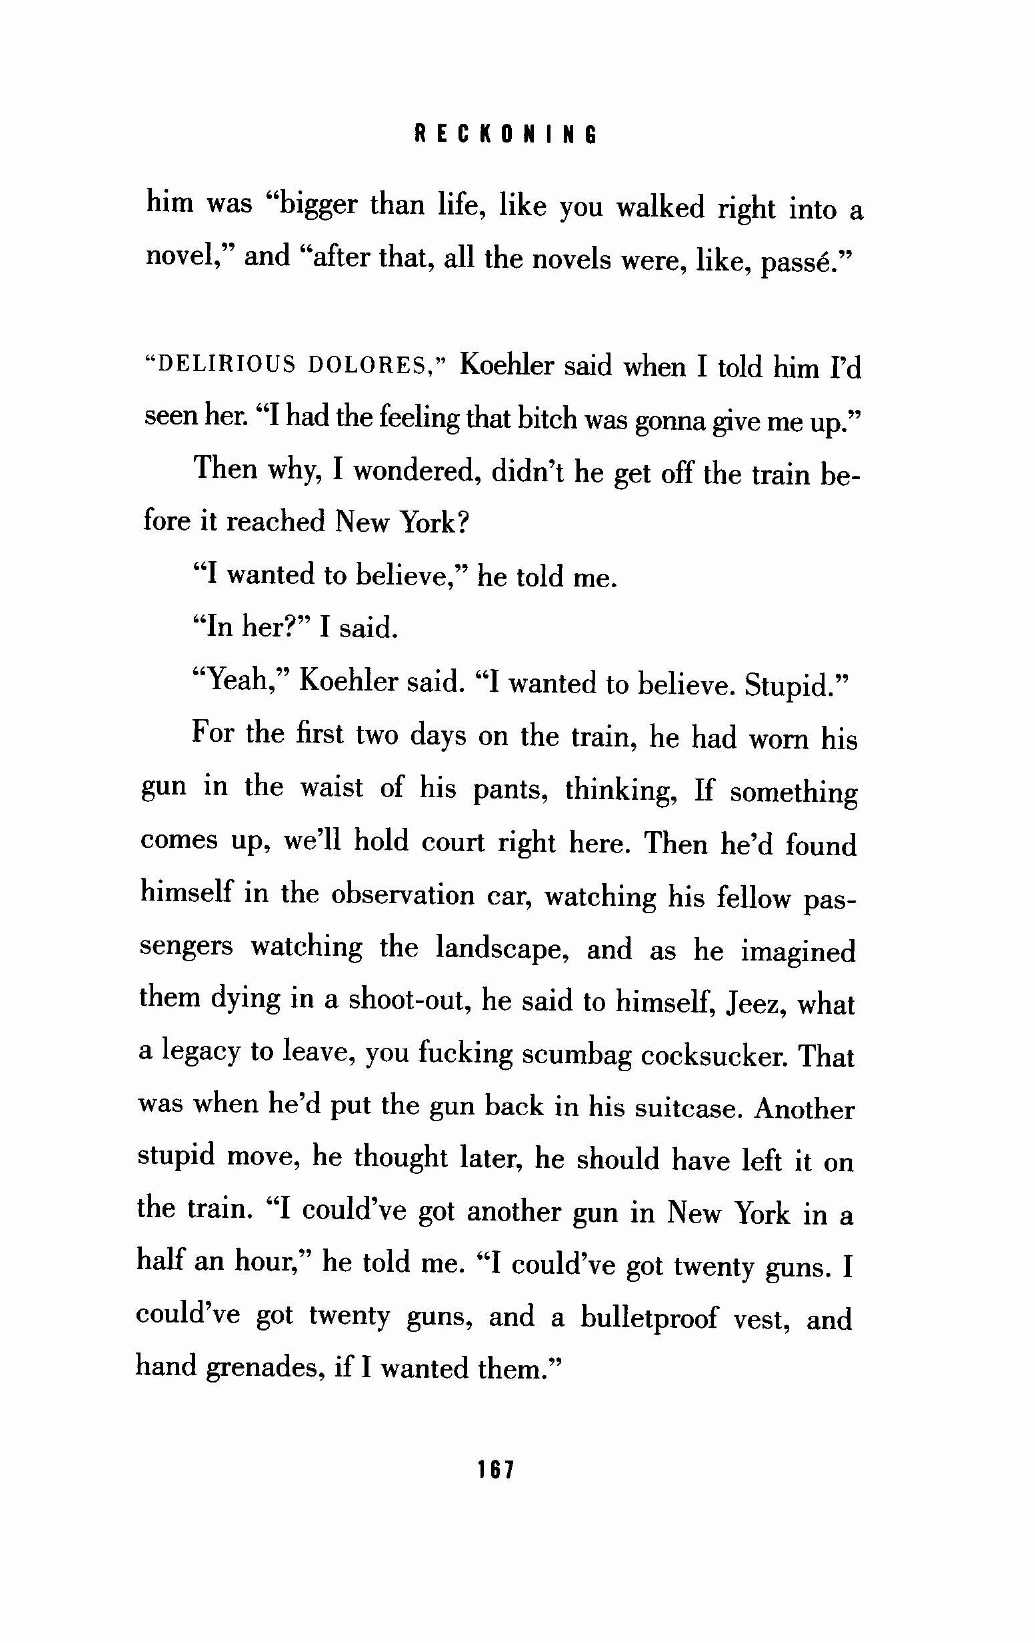 RECKONING
him was “bigger than life, like you walked right into a
novel,” and “after that, all the novels were, like, passé.”
“DELIRIOUS DOLORES,” Koehler said when I told him I’d
seen her. “I had the feeling that bitch was gonna give me up.”
Then why, I wondered, didn’t he get off the train be-
fore it reached New York?
“I wanted to believe,” he told me.
“In her?” I said.
“Yeah,” Koehler said. “I wanted to believe. Stupid.”
For the first two days on the train, he had worn his
gun in the waist of his pants, thinking, If something
comes up, we’ll hold court right here. Then he’d found
himself in the observation car, watching his fellow pas-
sengers watching the landscape, and as he imagined
them dying in a shoot-out, he said to himself, Jeez, what
a legacy to leave, you fucking scumbag cocksucker. That
was when he’d put the gun back in his suitcase. Another
stupid move, he thought later, he should have left it on
the train. “I could’ve got another gun in New York in a
half an hour,” he told me. “I could’ve got twenty guns. I
could’ve got twenty guns, and a bulletproof vest, and
hand grenades, if I wanted them.”
167